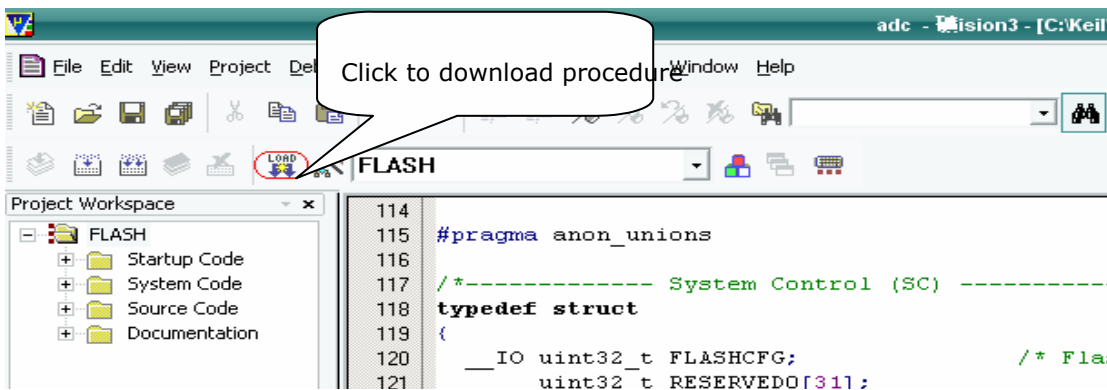 adc - µVision3 - [C:\Keil
File Edit View Project De Window Help
Click to download procedure
LOAD
FLASH
Project Workspace
FLASH
Startup Code
System Code
Source Code
Documentation
114
115 #pragma anon_unions
116
117 /*------------- System Control (SC) ----------
118 typedef struct
119 {
120 __IO uint32_t FLASHCFG; /* Fla
121 uint32_t RESERVED0[31];